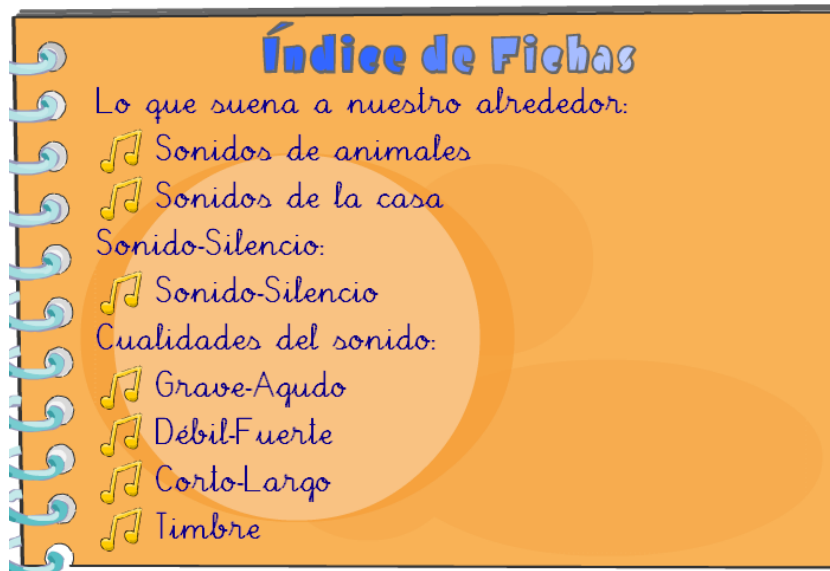 Índice de Fichas
Lo que suena a nuestro alrededor:
Sonidos de animales
Sonidos de la casa
Sonido-Silencio:
Sonido-Silencio
Cualidades del sonido:
Grave-Agudo
Débil-Fuerte
Corto-Largo
Timbre